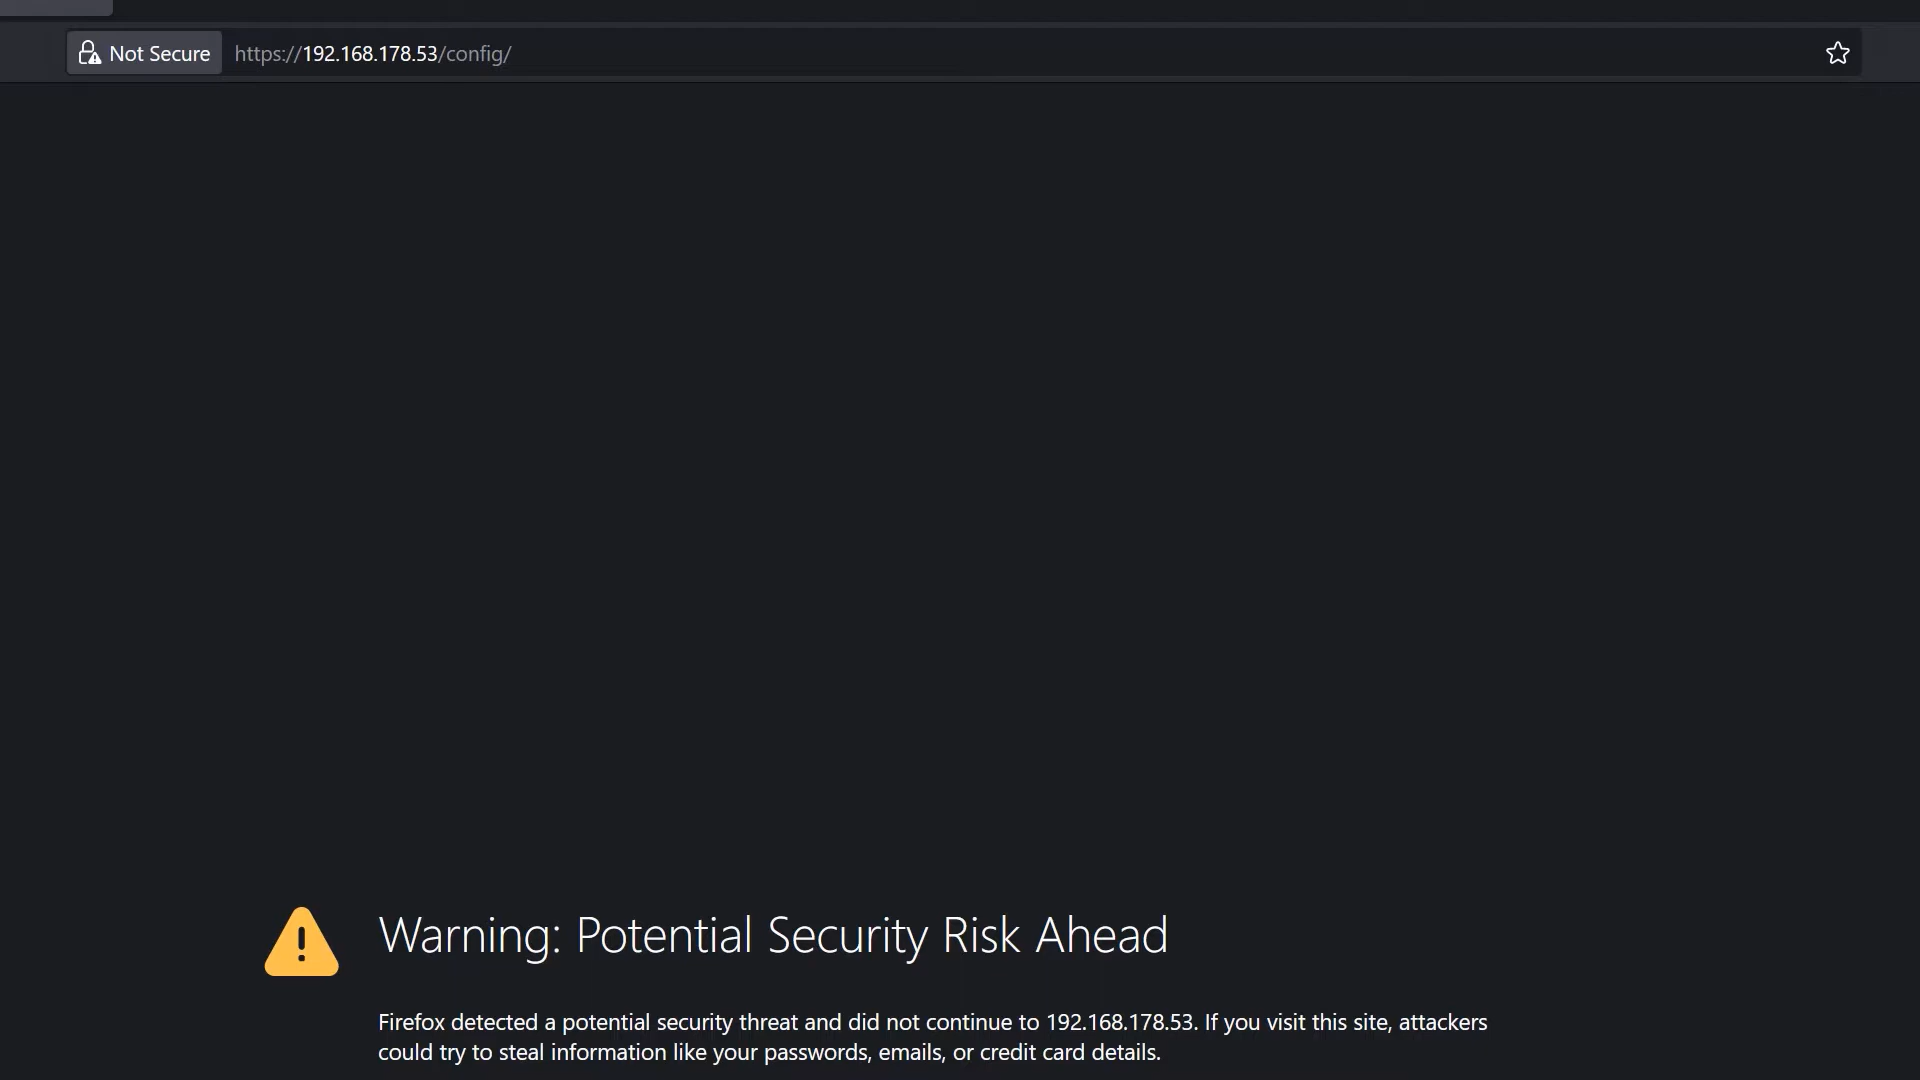 Not Secure https://192.168.178.53/config/
Warning: Potential Security Risk Ahead
Firefox detected a potential security threat and did not continue to 192.168.178.53. If you visit this site, attackers
could try to steal information like your passwords, emails, or credit card details.